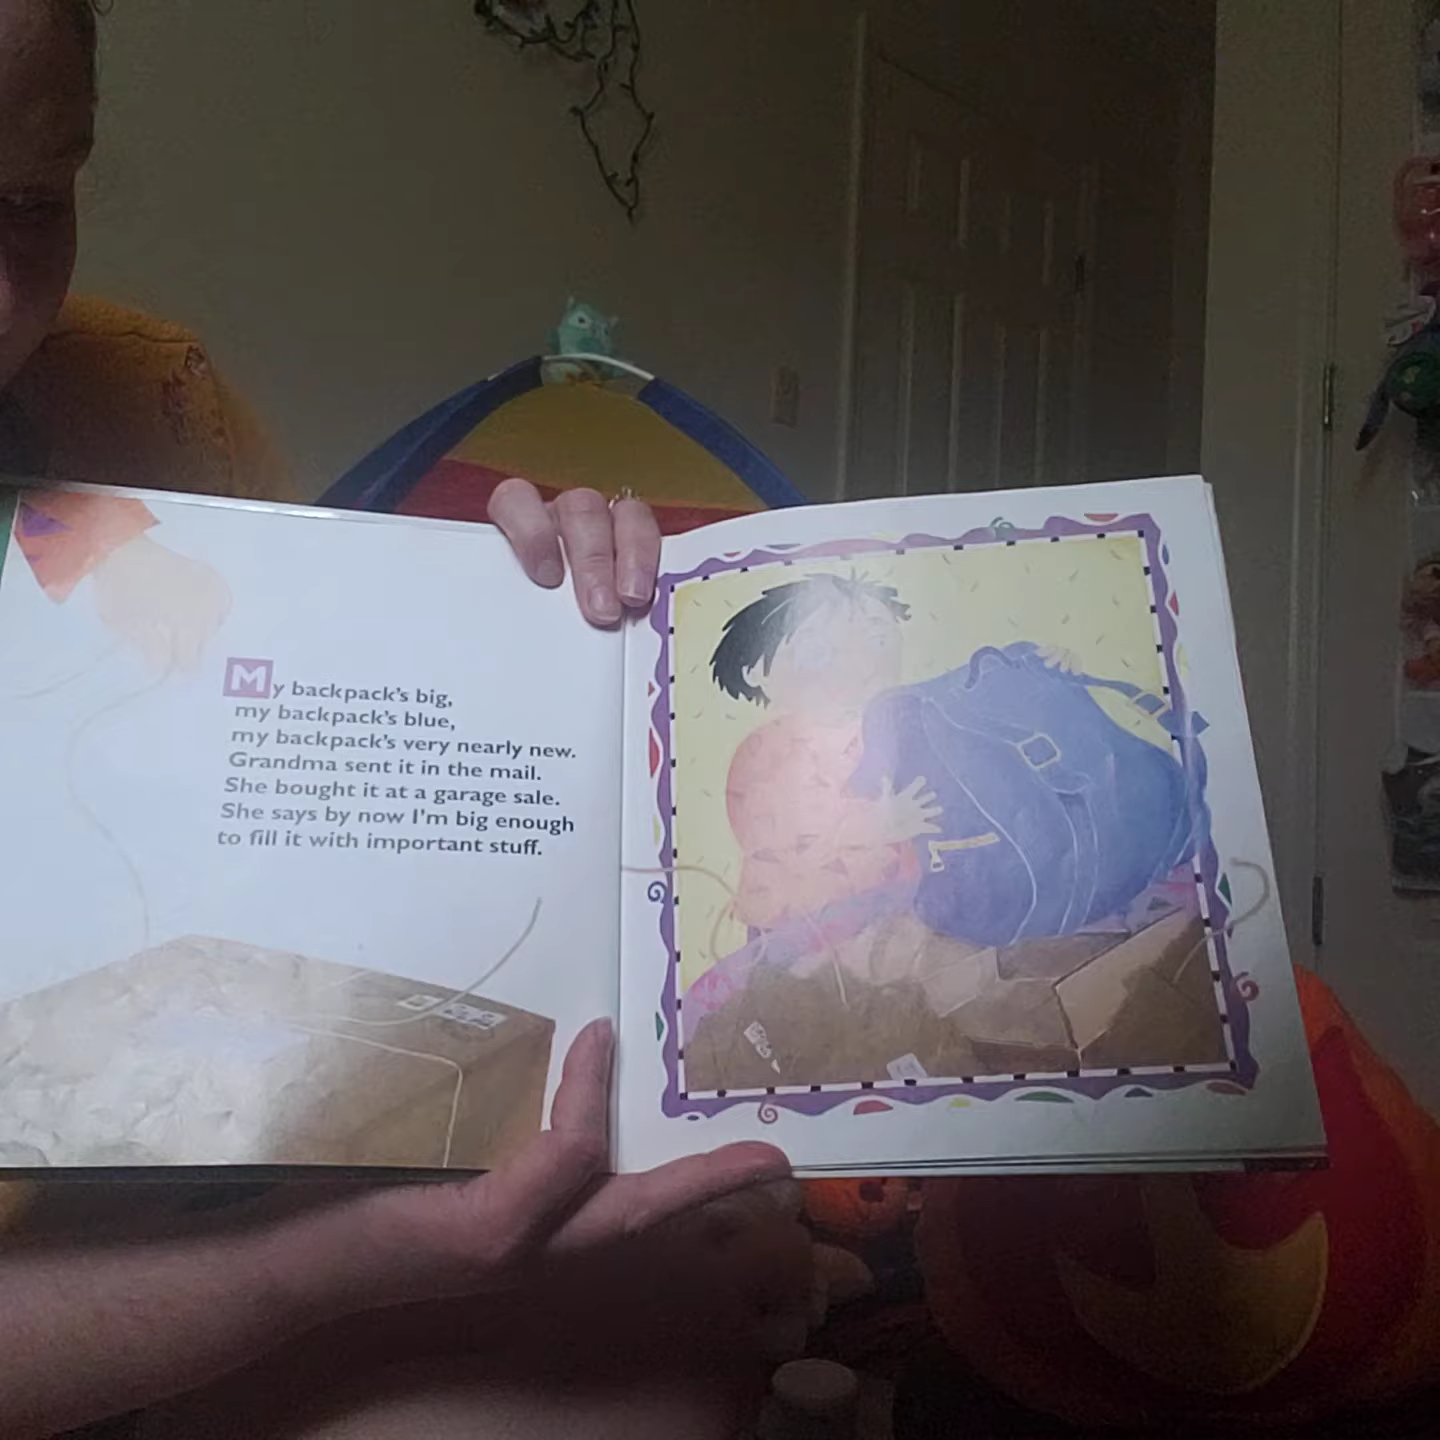 My backpack's big,
my backpack's blue,
my backpack's very nearly new.
Grandma sent it in the mail.
She bought it at a garage sale.
She says by now I'm big enough
to fill it with important stuff.